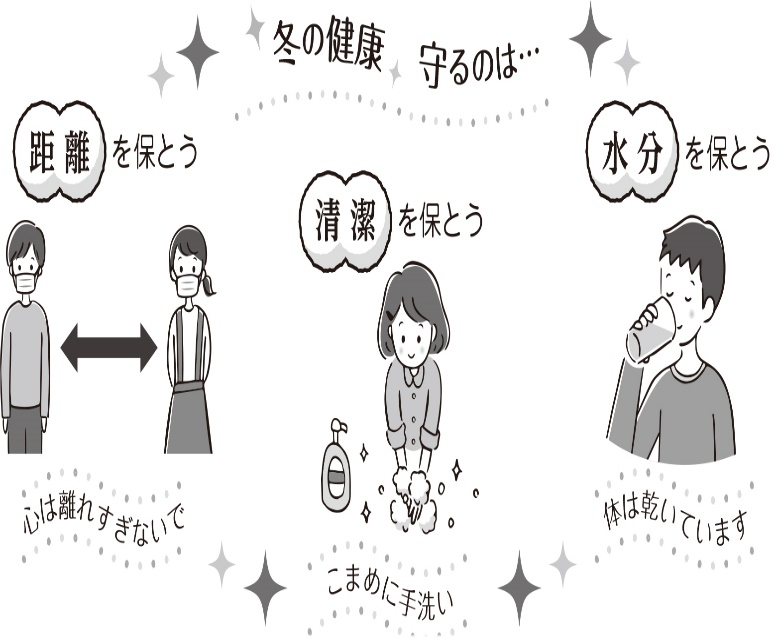 冬の健康 守るのは…
距離を保とう
心は離れすぎないで
清潔を保とう
こまめに手洗い
水分を保とう
体は乾いています